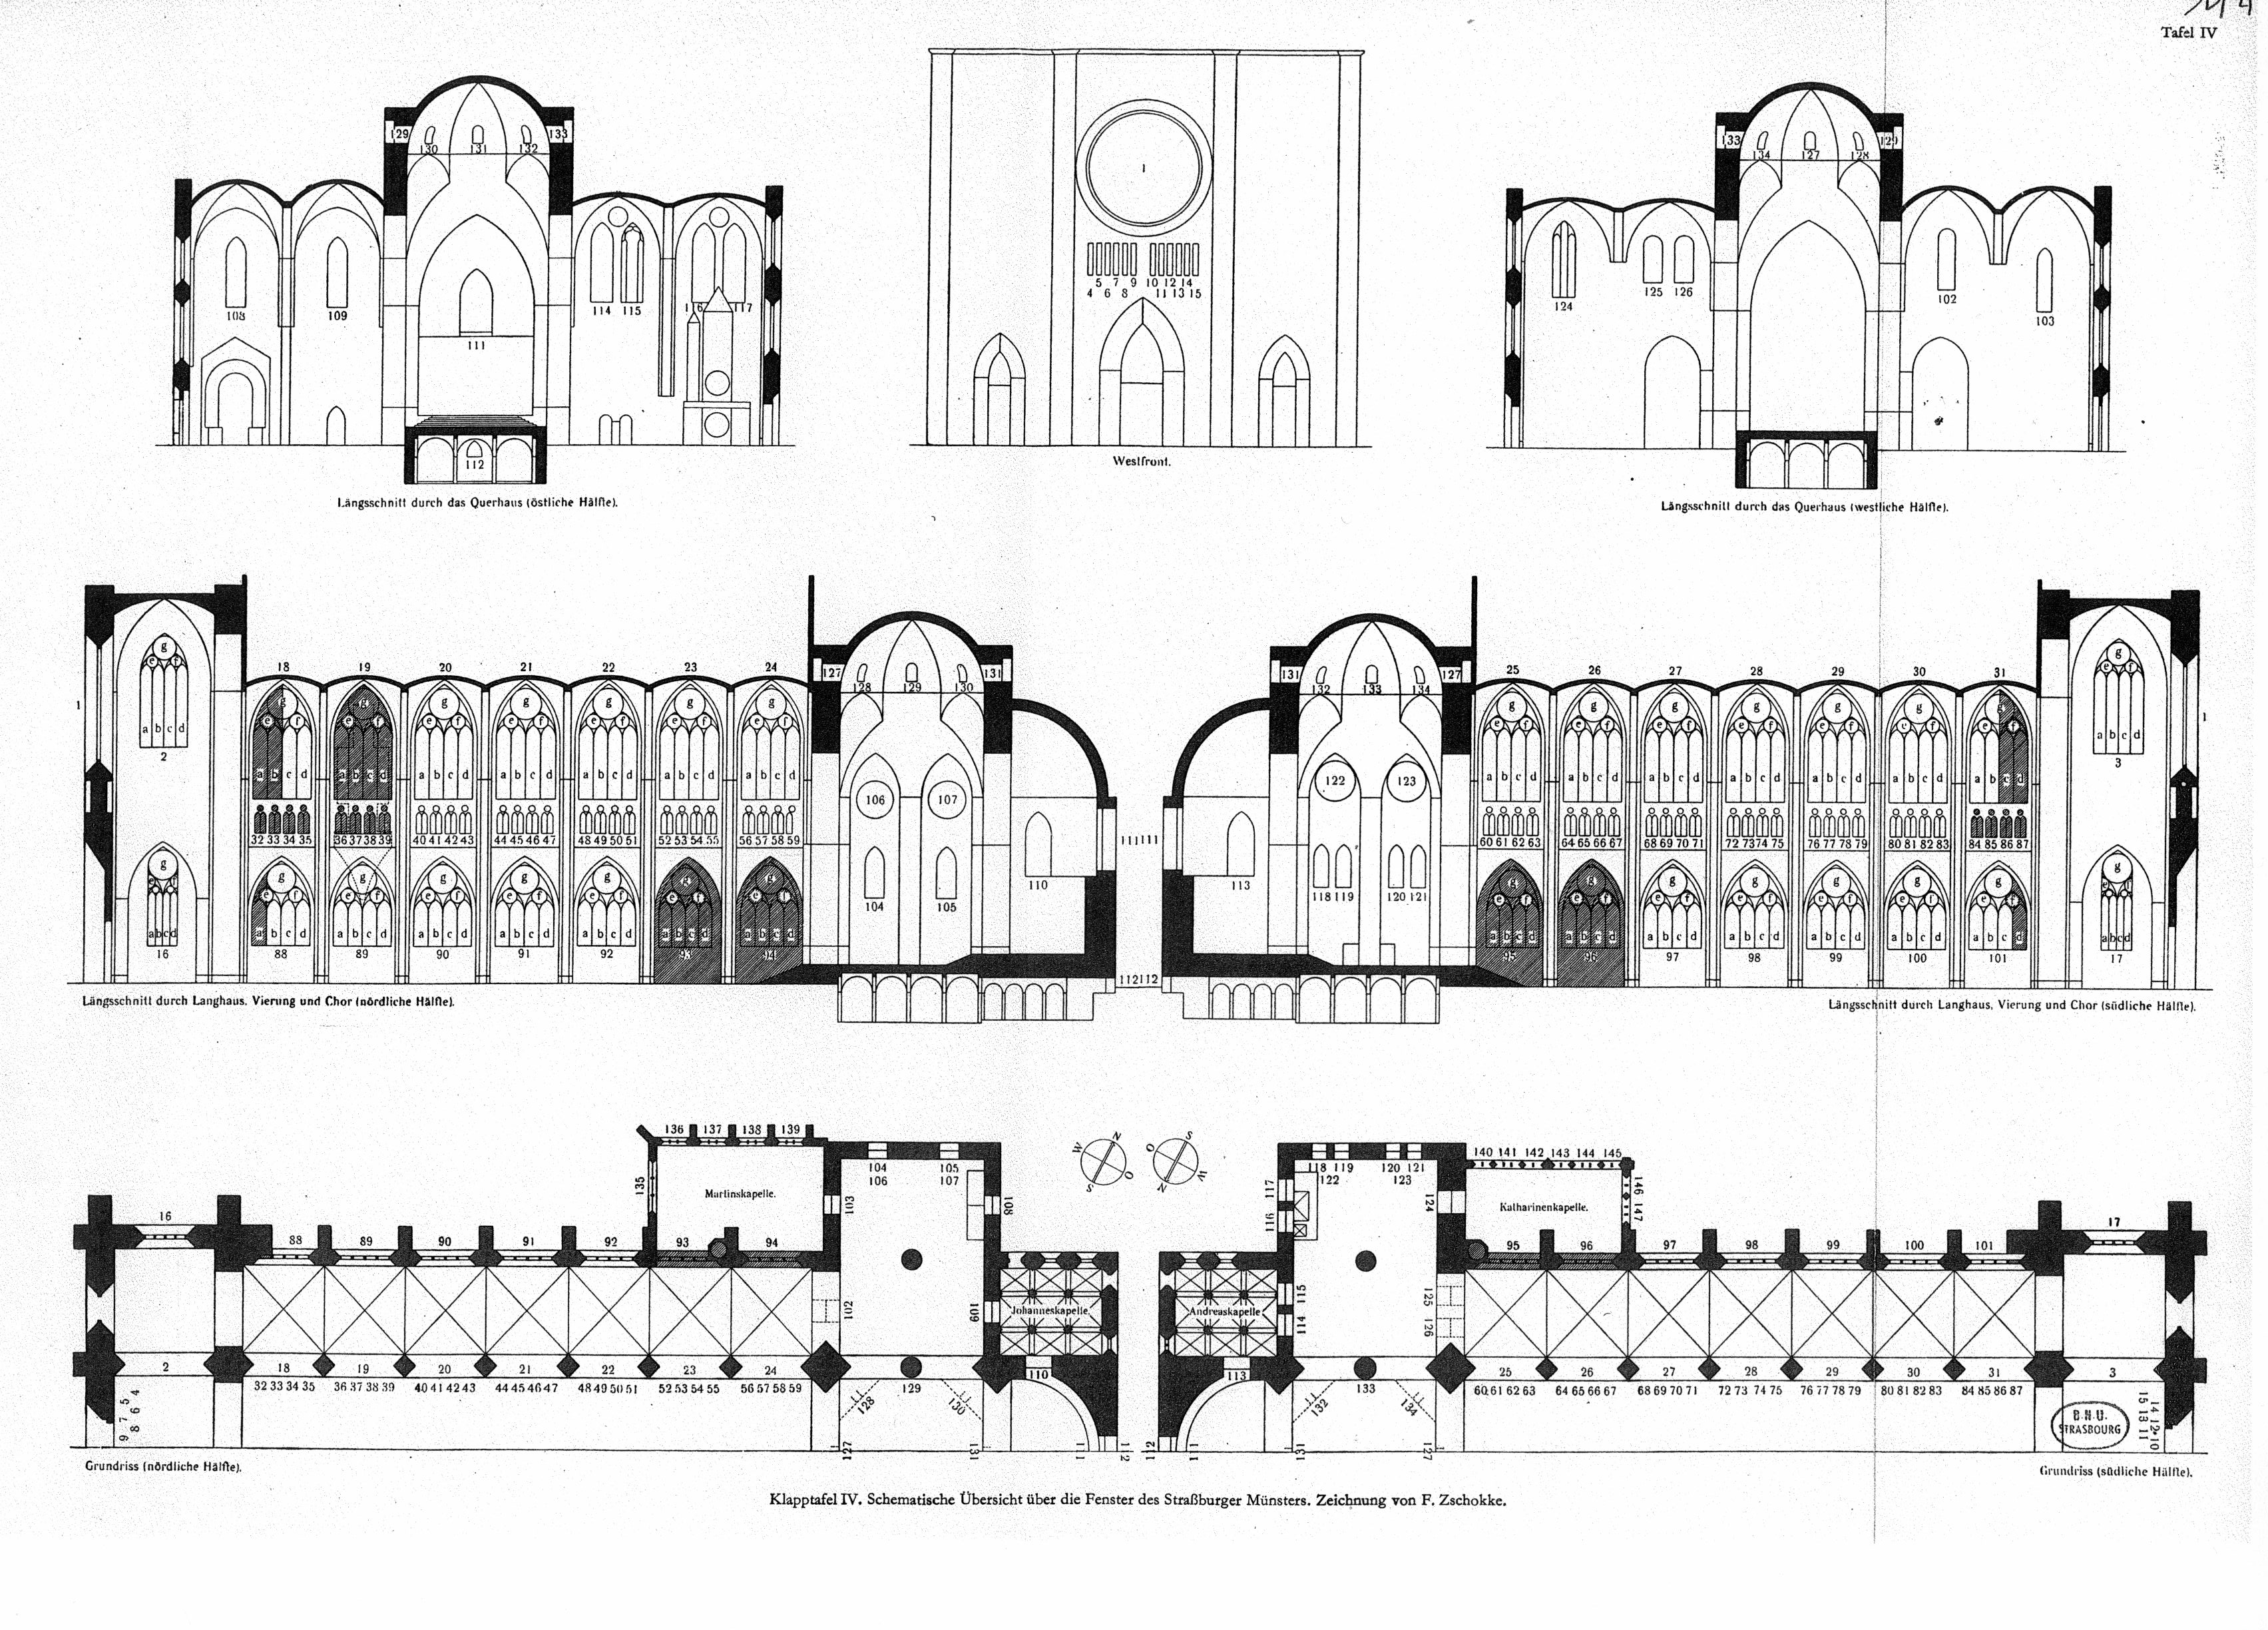 Tafel IV
129 130 131 132 133
108 109 111 114 115 116 117
112
Längsschnitt durch das Querhaus (östliche Hälfte).
1
5 7 9 10 12 14
4 6 8 11 13 15
Westfront.
133 134 127 128 129
124 125 126 102 103
Längsschnitt durch das Querhaus (westliche Hälfte).
18 19 20 21 22 23 24
127 128 129 130 131
1
g
e f
a b c d
2
g
e f
a b c d
g
e f
a b c d
g
e f
a b c d
g
e f
a b c d
g
e f
a b c d
g
e f
a b c d
g
e f
a b c d
32 33 34 35 36 37 38 39 40 41 42 43 44 45 46 47 48 49 50 51 52 53 54 55 56 57 58 59
106 107
104 105 110
g
e f
abcd
16
g
e f
a b c d
88
g
e f
a b c d
89
g
e f
a b c d
90
g
e f
a b c d
91
g
e f
a b c d
92
g
e f
a b c d
93
g
e f
a b c d
94
111 111
112 112
Längsschnitt durch Langhaus, Vierung und Chor (nördliche Hälfte).
25 26 27 28 29 30 31
131 132 133 134 127
g
e f
a b c d
g
e f
a b c d
g
e f
a b c d
g
e f
a b c d
g
e f
a b c d
g
e f
a b c d
g
e f
a b c d
g
e f
a b c d
3
1
122 123
113 118 119 120 121
60 61 62 63 64 65 66 67 68 69 70 71 72 73 74 75 76 77 78 79 80 81 82 83 84 85 86 87
g
e f
a b c d
95
g
e f
a b c d
96
g
e f
a b c d
97
g
e f
a b c d
98
g
e f
a b c d
99
g
e f
a b c d
100
g
e f
a b c d
101
g
e f
abcd
17
Längsschnitt durch Langhaus, Vierung und Chor (südliche Hälfte).
136 137 138 139
135 Martinskapelle. 103
104 105
106 107
108
16 88 89 90 91 92 93 94
102 109 Johanneskapelle.
2 18 19 20 21 22 23 24 129 110
32 33 34 35 36 37 38 39 40 41 42 43 44 45 46 47 48 49 50 51 52 53 54 55 56 57 58 59
128 130
9 7 5
8 6 4
127 131 111 112
Grundriss (nördliche Hälfte).
N
W O
S
S
O W
N
118 119 120 121
122 123
117 116
124
140 141 142 143 144 145
Katharinenkapelle.
146 147
95 96 97 98 99 100 101 17
Andreaskapelle. 115 114 125 126
113 133 25 26 27 28 29 30 31 3
60 61 62 63 64 65 66 67 68 69 70 71 72 73 74 75 76 77 78 79 80 81 82 83 84 85 86 87
132 134
15 13 11
14 12 10
B.N.U.
STRASBOURG
112 111 131 127
Grundriss (südliche Hälfte).
Klapptafel IV. Schematische Übersicht über die Fenster des Straßburger Münsters. Zeichnung von F. Zschokke.